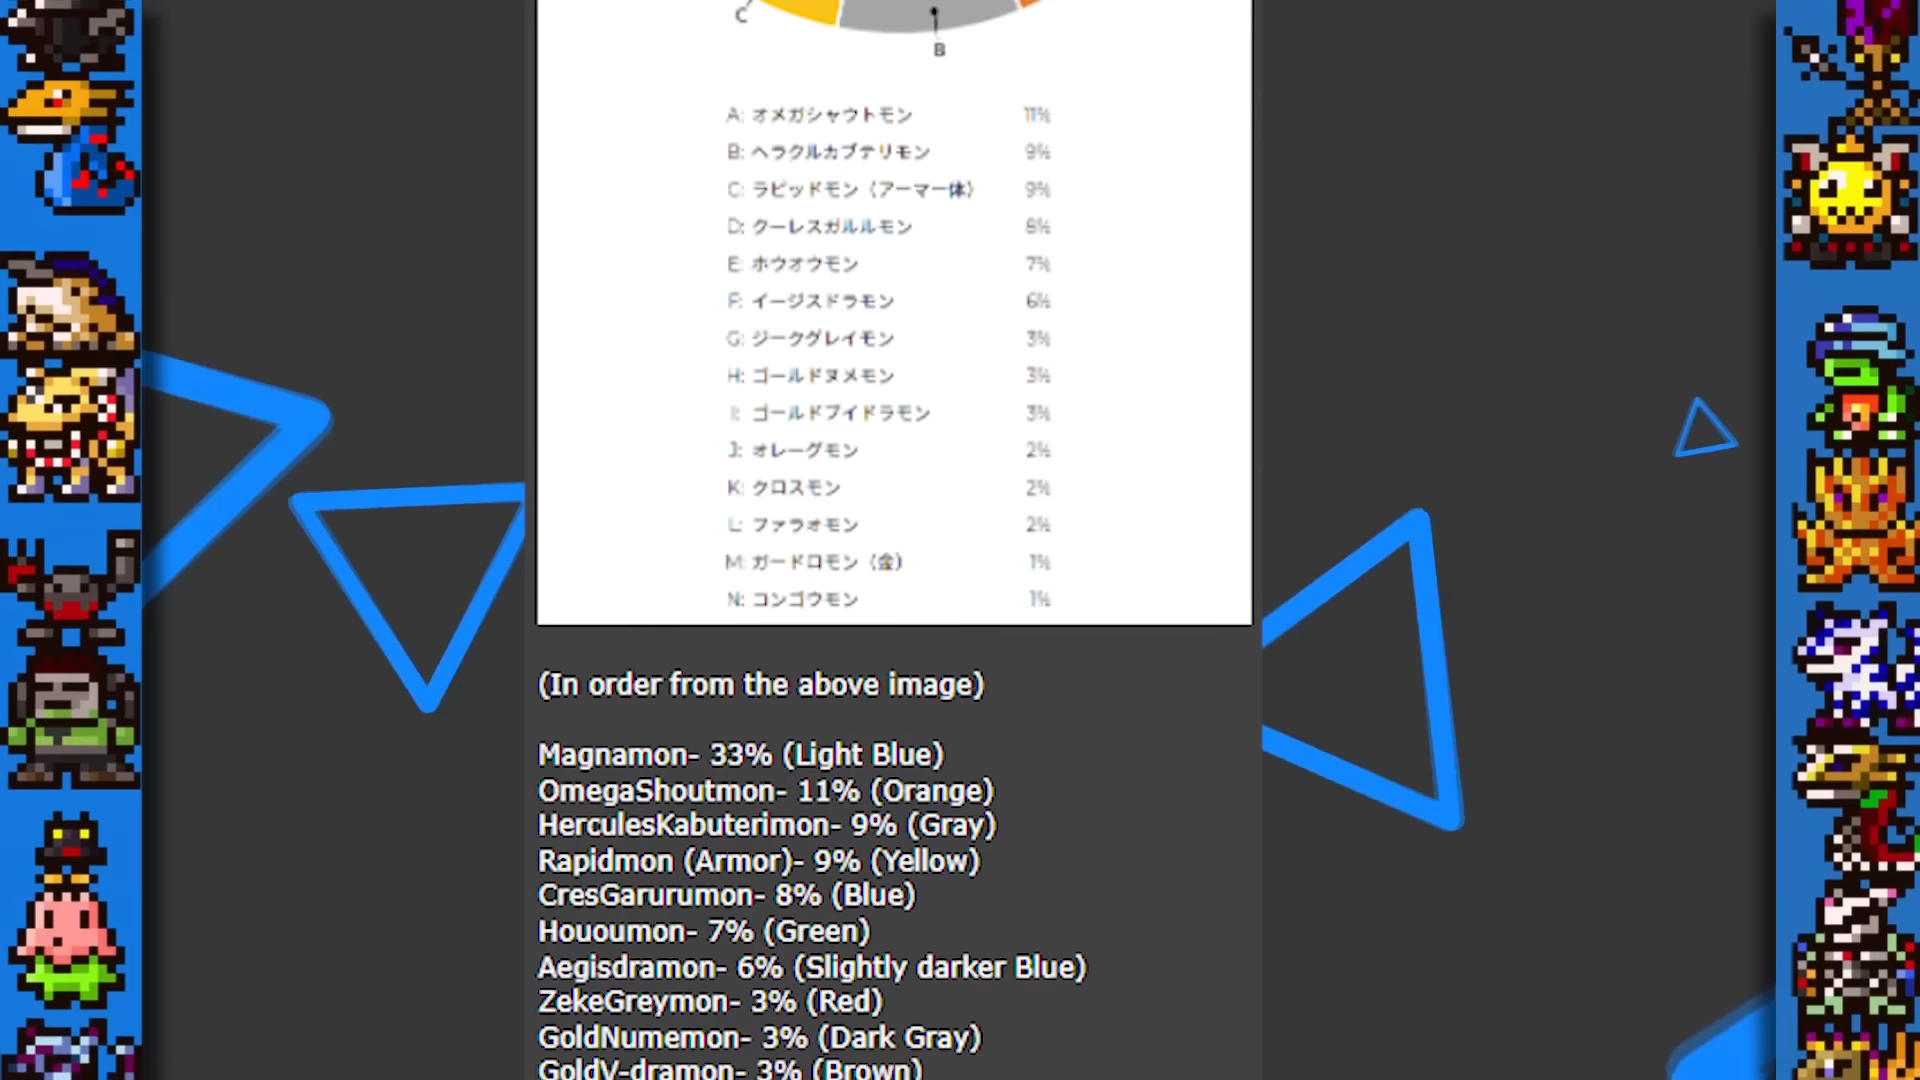 C
B
A: オメガシャウトモン 11%
B: ヘラクルカブテリモン 9%
C: ラピッドモン（アーマー体） 9%
D: クーレスガルルモン 8%
E: ホウオウモン 7%
F: イージスドラモン 6%
G: ジークグレイモン 3%
H: ゴールドヌメモン 3%
I: ゴールドブイドラモン 3%
J: オレーグモン 2%
K: クロスモン 2%
L: ファラオモン 2%
M: ガードロモン（金） 1%
N: コンゴウモン 1%
(In order from the above image)
Magnamon- 33% (Light Blue)
OmegaShoutmon- 11% (Orange)
HerculesKabuterimon- 9% (Gray)
Rapidmon (Armor)- 9% (Yellow)
CresGarurumon- 8% (Blue)
Hououmon- 7% (Green)
Aegisdramon- 6% (Slightly darker Blue)
ZekeGreymon- 3% (Red)
GoldNumemon- 3% (Dark Gray)
GoldV-dramon- 3% (Brown)